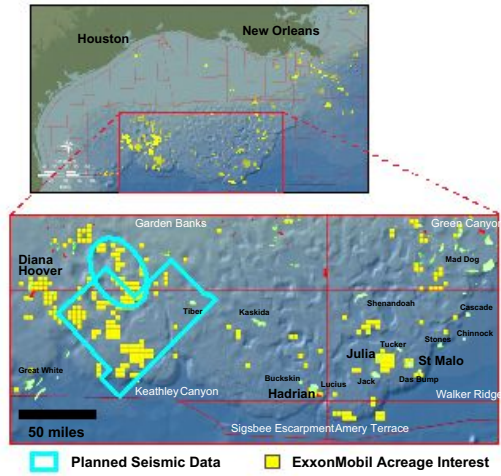 New Orleans
Houston
Garden Banks
Green Canyon
Diana
Hoover
Mad Dog
Tiber
Kaskida
Shenandoah
Cascade
Chinnock
Stones
Tucker
Julia
St Malo
Great White
Keathley Canyon
Buckskin
Hadrian
Lucius
Jack
Das Bump
Walker Ridge
Sigsbee Escarpment
Amery Terrace
50 miles
Planned Seismic Data
ExxonMobil Acreage Interest